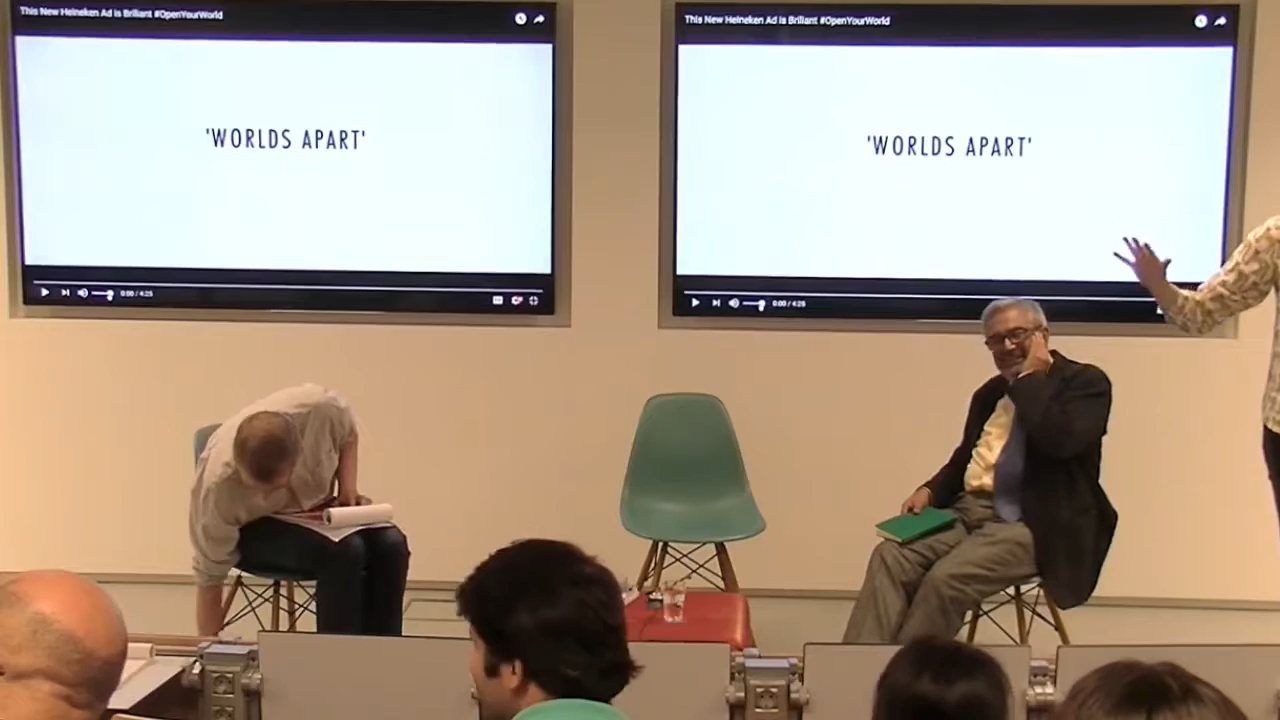 This New Heineken Ad is Brilliant #OpenYourWorld
'WORLDS APART'
0:00 / 4:25
This New Heineken Ad is Brilliant #OpenYourWorld
'WORLDS APART'
0:00 / 4:25